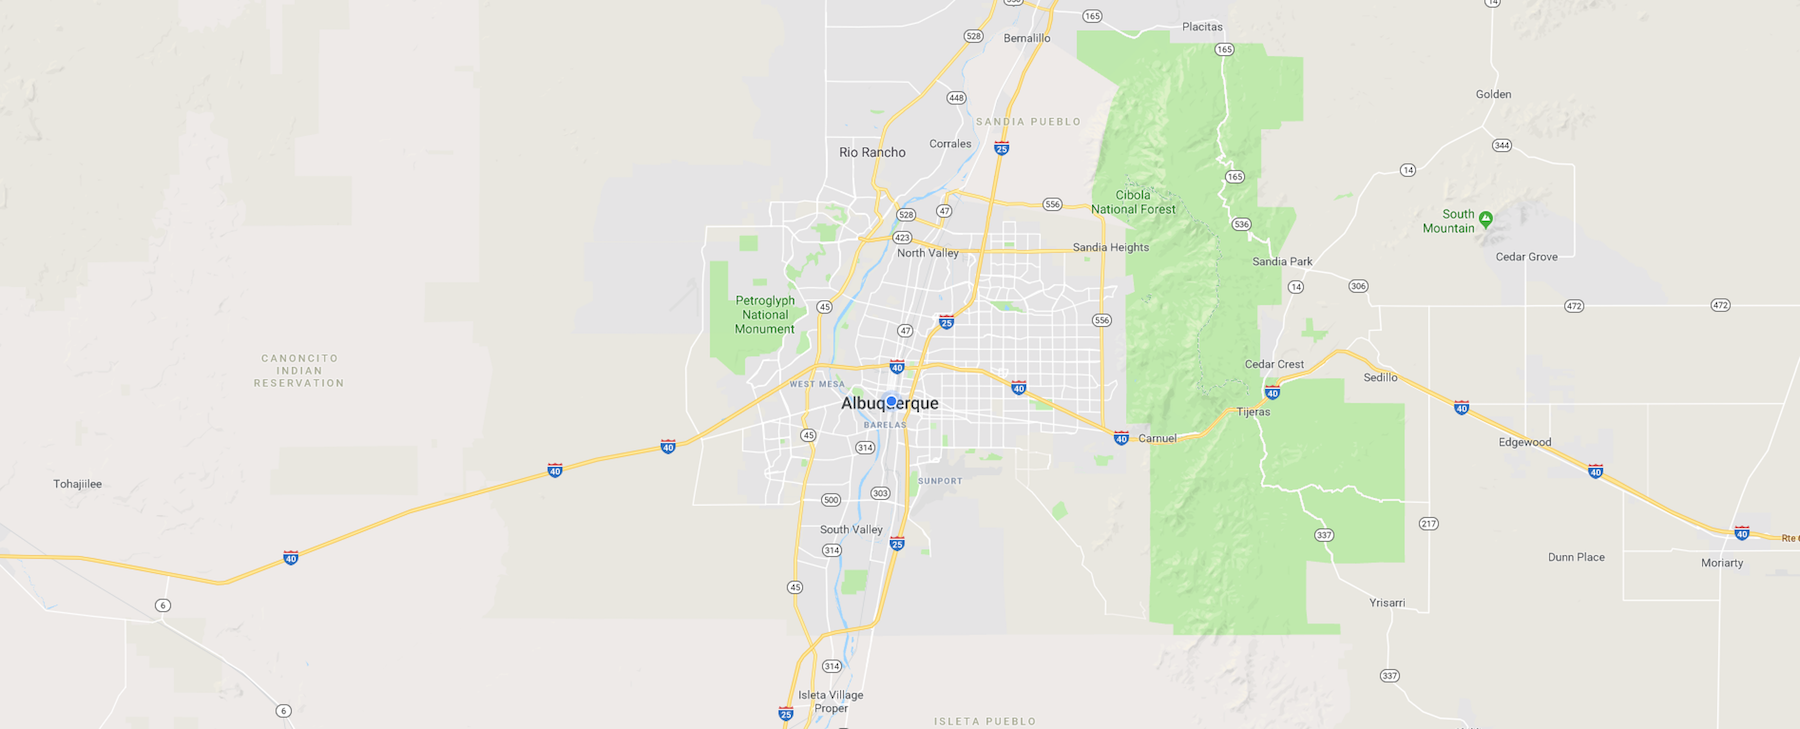 550
165
14
Placitas
528
Bernalillo
165
448
Golden
SANDIA PUEBLO
Rio Rancho
Corrales
25
344
14
165
Cibola
National Forest
556
528
47
South
Mountain
536
423
North Valley
Sandia Heights
Sandia Park
Cedar Grove
14
306
Petroglyph
National
Monument
45
472
472
25
556
47
CANONCITO
INDIAN
RESERVATION
40
Cedar Crest
WEST MESA
40
Sedillo
40
Albuquerque
Tijeras
40
BARELAS
45
40
Carnuel
Edgewood
40
314
40
40
Tohajiilee
SUNPORT
500
303
South Valley
217
337
40
Rte
25
314
40
Dunn Place
Moriarty
45
6
Yrisarri
314
337
Isleta Village
Proper
6
25
ISLETA PUEBLO